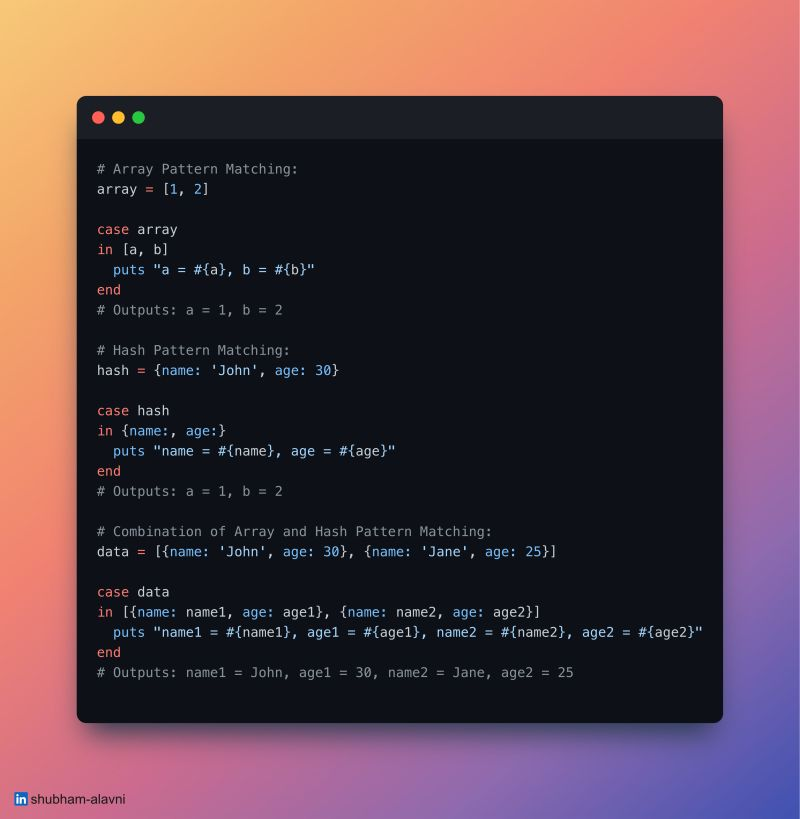 # Array Pattern Matching:
array = [1, 2]

case array
in [a, b]
  puts "a = #{a}, b = #{b}"
end
# Outputs: a = 1, b = 2

# Hash Pattern Matching:
hash = {name: 'John', age: 30}

case hash
in {name:, age:}
  puts "name = #{name}, age = #{age}"
end
# Outputs: a = 1, b = 2

# Combination of Array and Hash Pattern Matching:
data = [{name: 'John', age: 30}, {name: 'Jane', age: 25}]

case data
in [{name: name1, age: age1}, {name: name2, age: age2}]
  puts "name1 = #{name1}, age1 = #{age1}, name2 = #{name2}, age2 = #{age2}"
end
# Outputs: name1 = John, age1 = 30, name2 = Jane, age2 = 25

in shubham-alavni